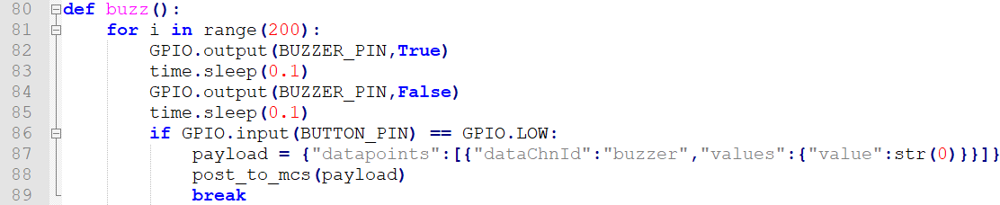 80 def buzz():
81     for i in range(200):
82         GPIO.output(BUZZER_PIN,True)
83         time.sleep(0.1)
84         GPIO.output(BUZZER_PIN,False)
85         time.sleep(0.1)
86         if GPIO.input(BUTTON_PIN) == GPIO.LOW:
87             payload = {"datapoints":[{"dataChnId":"buzzer","values":{"value":str(0)}}]}
88             post_to_mcs(payload)
89             break